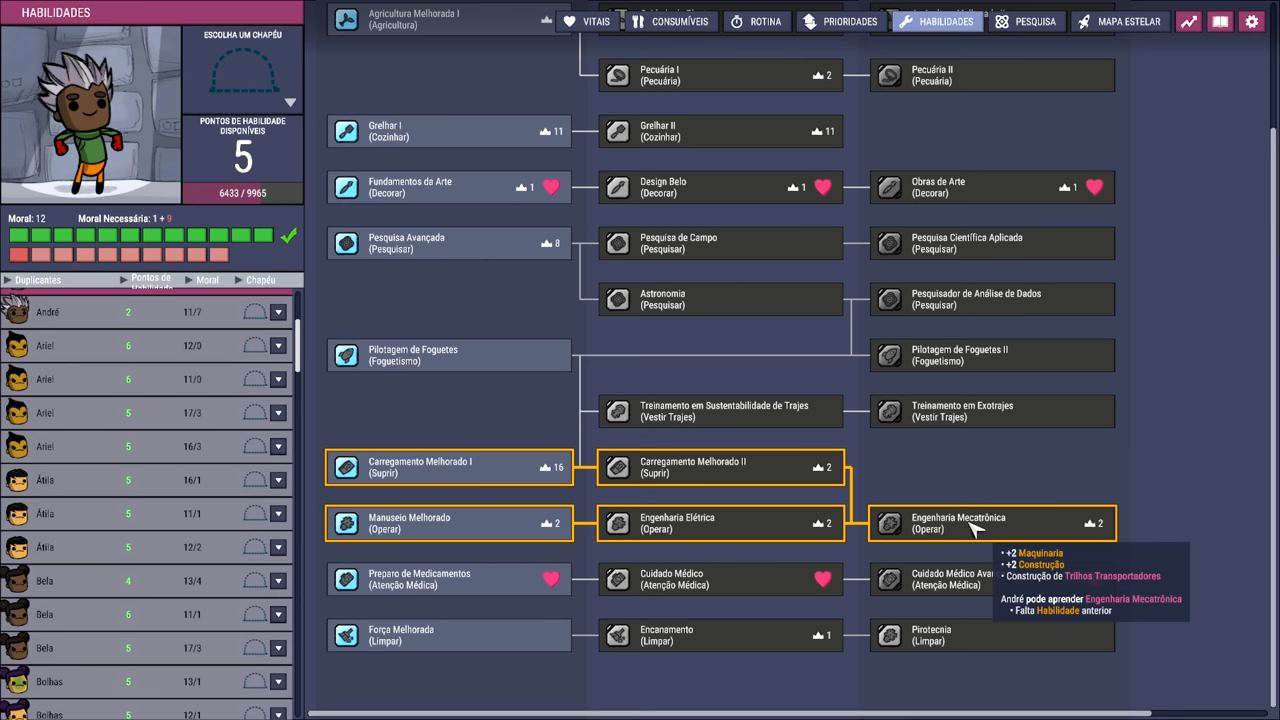 HABILIDADES
VITAIS
CONSUMÍVEIS
ROTINA
PRIORIDADES
HABILIDADES
PESQUISA
MAPA ESTELAR
ESCOLHA UM CHAPÉU
PONTOS DE HABILIDADE
DISPONÍVEIS
5
6433 / 9965
Moral: 12
Moral Necessária: 1 + 9
Duplicantes
Pontos de
Habilidade
Moral
Chapéu
André 2 11/7
Ariel 6 12/0
Ariel 6 11/0
Ariel 5 17/3
Ariel 5 16/3
Átila 5 16/1
Átila 5 11/1
Átila 5 12/2
Bela 4 13/4
Bela 6 11/1
Bela 5 17/3
Bolhas 5 13/1
Bolhas 5
Agricultura Melhorada I
(Agricultura)
Pecuária I
(Pecuária)
2
Pecuária II
(Pecuária)
Grelhar I
(Cozinhar)
11
Grelhar II
(Cozinhar)
11
Fundamentos da Arte
(Decorar)
1
Design Belo
(Decorar)
1
Obras de Arte
(Decorar)
1
Pesquisa Avançada
(Pesquisar)
8
Pesquisa de Campo
(Pesquisar)
Pesquisa Científica Aplicada
(Pesquisar)
Astronomia
(Pesquisar)
Pesquisador de Análise de Dados
(Pesquisar)
Pilotagem de Foguetes
(Foguetismo)
Pilotagem de Foguetes II
(Foguetismo)
Treinamento em Sustentabilidade de Trajes
(Vestir Trajes)
Treinamento em Exotrajes
(Vestir Trajes)
Carregamento Melhorado I
(Suprir)
16
Carregamento Melhorado II
(Suprir)
2
Manuseio Melhorado
(Operar)
2
Engenharia Elétrica
(Operar)
2
Engenharia Mecatrônica
(Operar)
2
Preparo de Medicamentos
(Atenção Médica)
Cuidado Médico
(Atenção Médica)
Cuidado Médico Ava
(Atenção Médica)
Força Melhorada
(Limpar)
Encanamento
(Limpar)
1
Pirotecnia
(Limpar)
• +2 Maquinaria
• +2 Construção
• Construção de Trilhos Transportadores
André pode aprender Engenharia Mecatrônica
• Falta Habilidade anterior